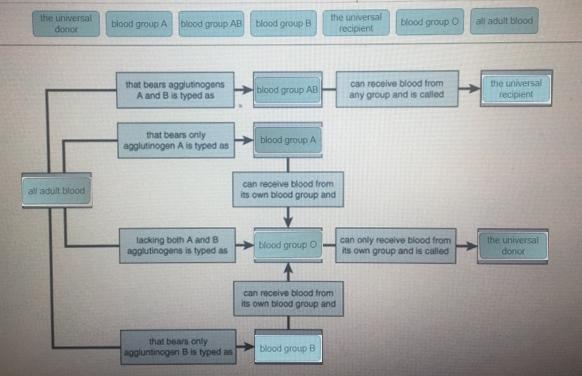 the universal
donor
blood group A
blood group AB
blood group B
the universal
recipient
blood group O
all adult blood
that bears agglutinogens
A and B is typed as
blood group AB
can receive blood from
any group and is called
the universal
recipient
that bears only
agglutinogen A is typed as
blood group A
can receive blood from
its own blood group and
all adult blood
lacking both A and B
agglutinogens is typed as
blood group O
can only receive blood from
its own group and is called
the universal
donor
can receive blood from
its own blood group and
that bears only
aggluntinogen B is typed as
blood group B